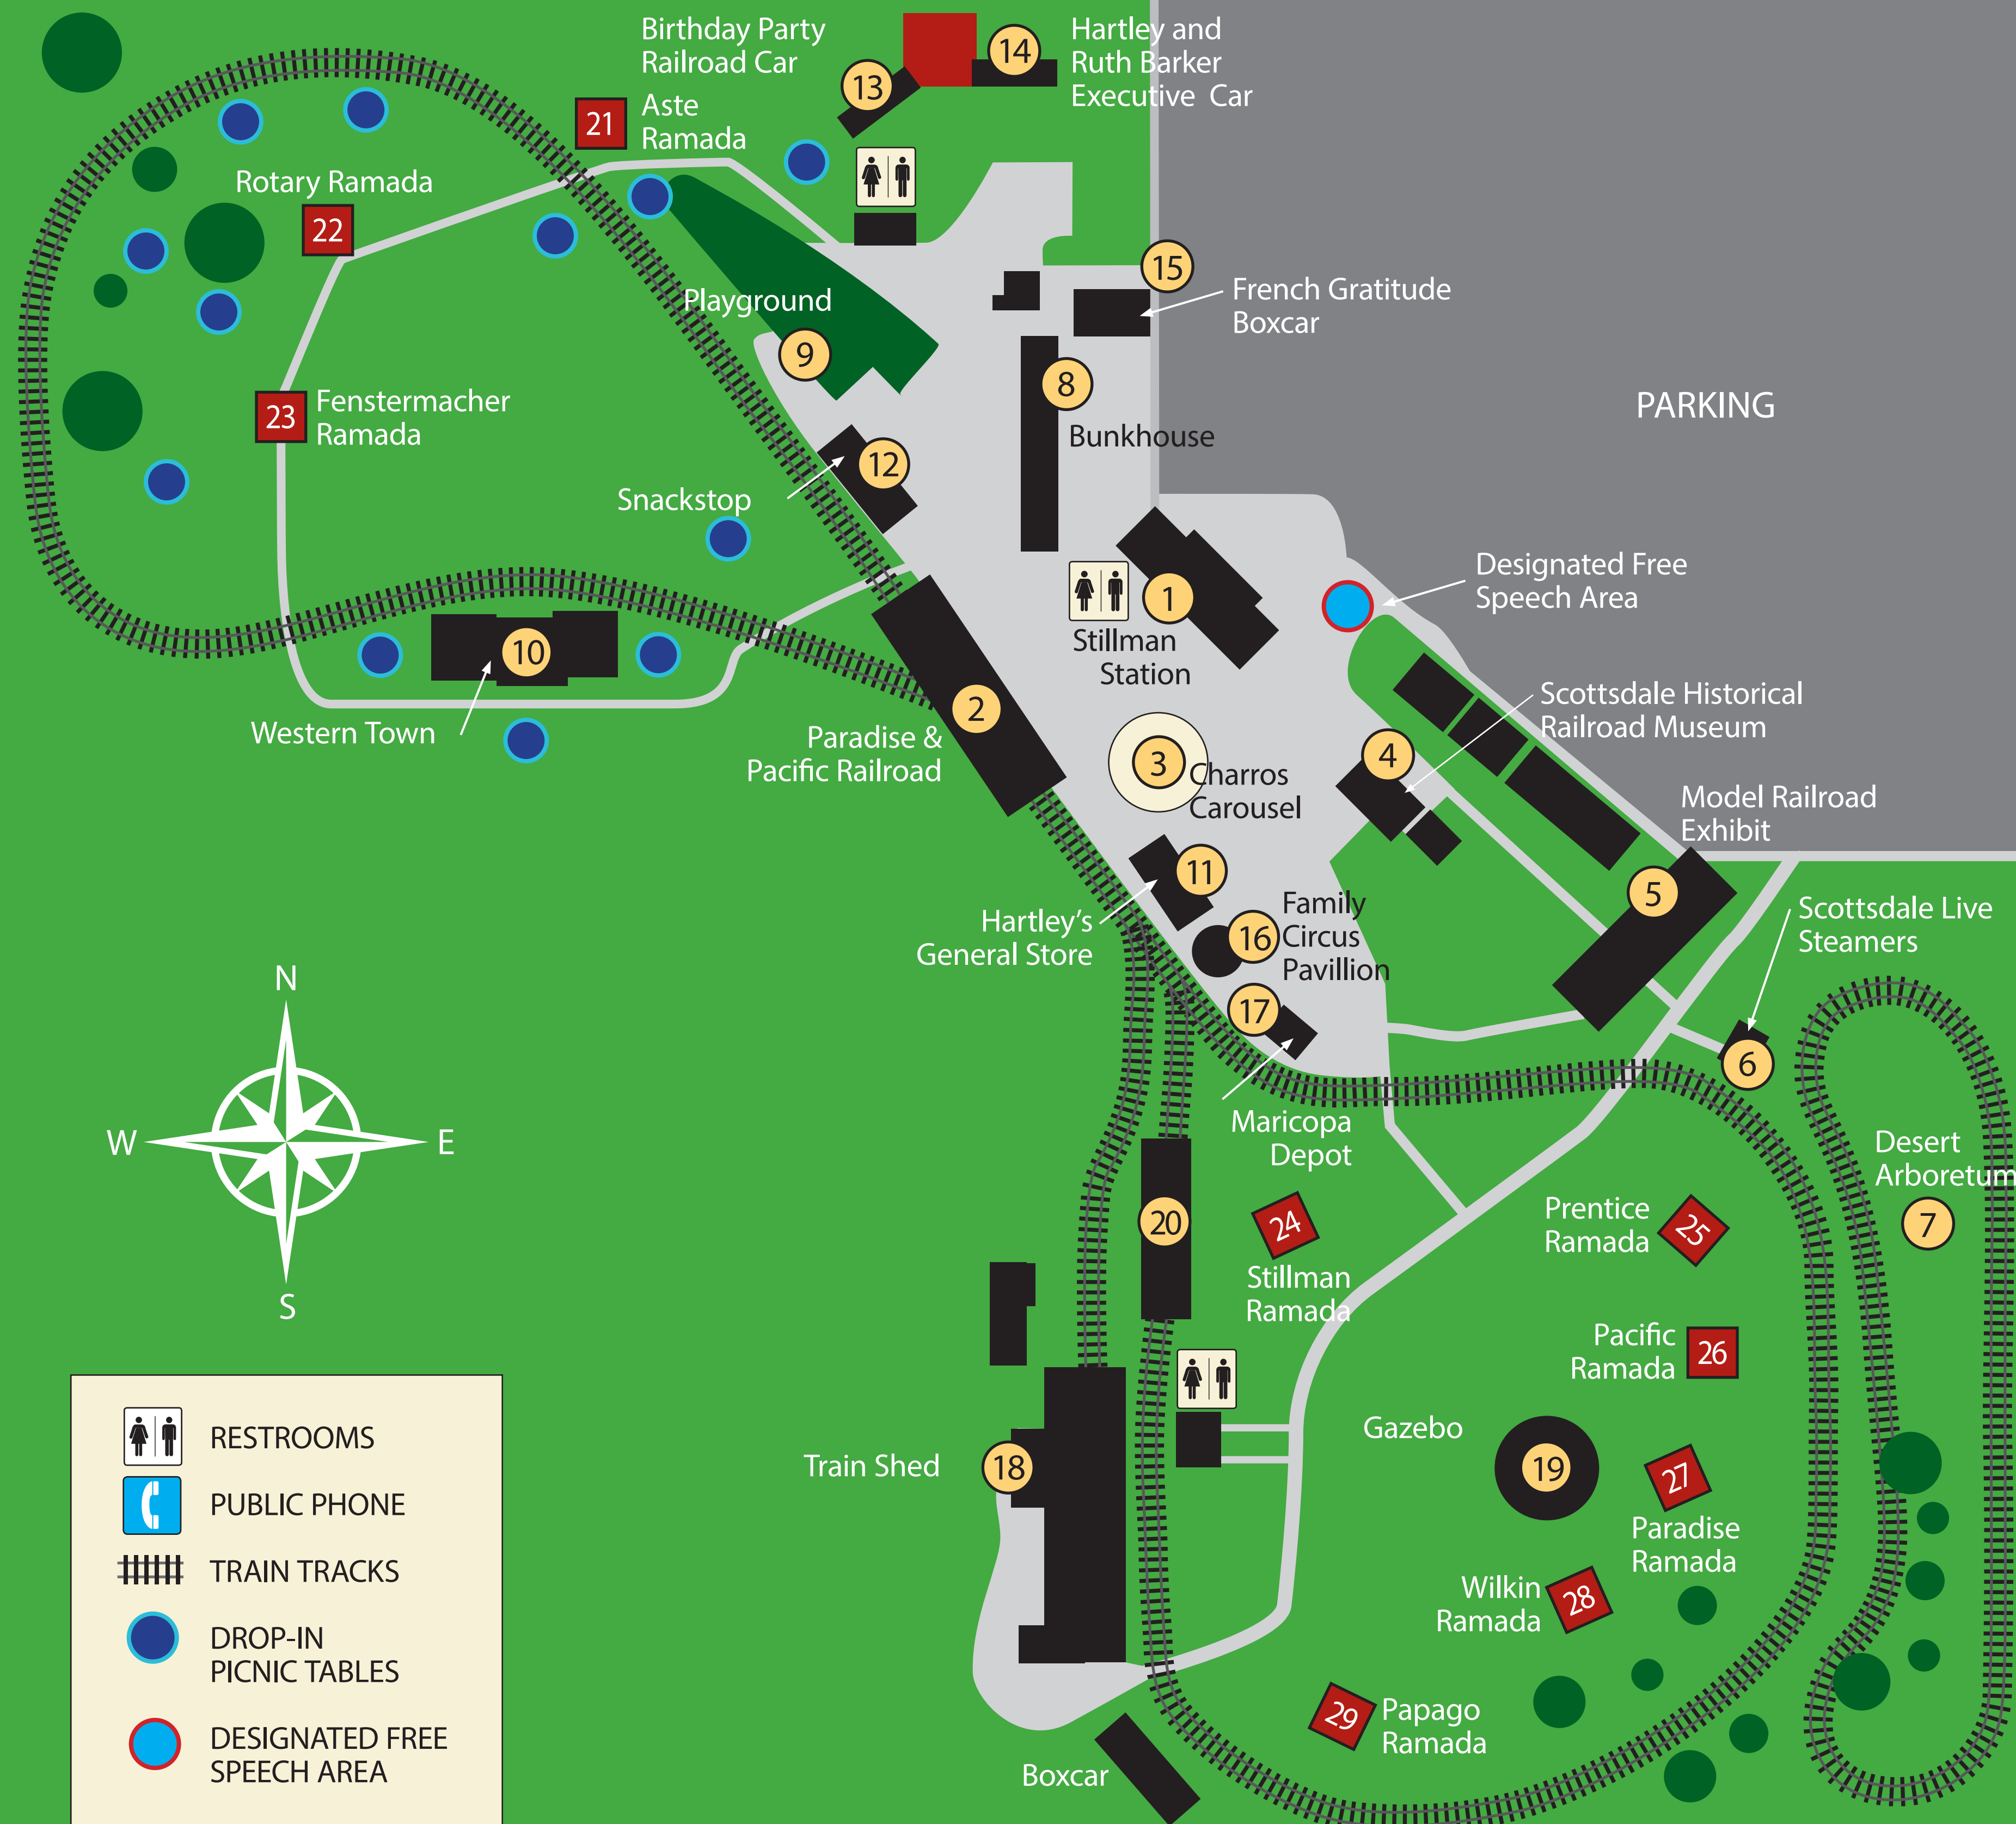 Birthday Party
Railroad Car
13
14
Hartley and
Ruth Barker
Executive Car
21
Aste
Ramada
Rotary Ramada
22
15
French Gratitude
Boxcar
Playground
9
8
Bunkhouse
PARKING
23
Fenstermacher
Ramada
12
Snackstop
Designated Free
Speech Area
1
Stillman
Station
10
Western Town
2
Paradise &
Pacific Railroad
3
Charros
Carousel
4
Scottsdale Historical
Railroad Museum
Model Railroad
Exhibit
5
11
Hartley's
General Store
16
Family
Circus
Pavillion
Scottsdale Live
Steamers
6
17
Maricopa
Depot
N
W
E
S
Desert
Arboretum
7
20
24
Stillman
Ramada
Prentice
Ramada
25
Pacific
Ramada
26
Gazebo
19
27
Paradise
Ramada
Train Shed
18
Wilkin
Ramada
28
29
Papago
Ramada
Boxcar
RESTROOMS
PUBLIC PHONE
TRAIN TRACKS
DROP-IN
PICNIC TABLES
DESIGNATED FREE
SPEECH AREA